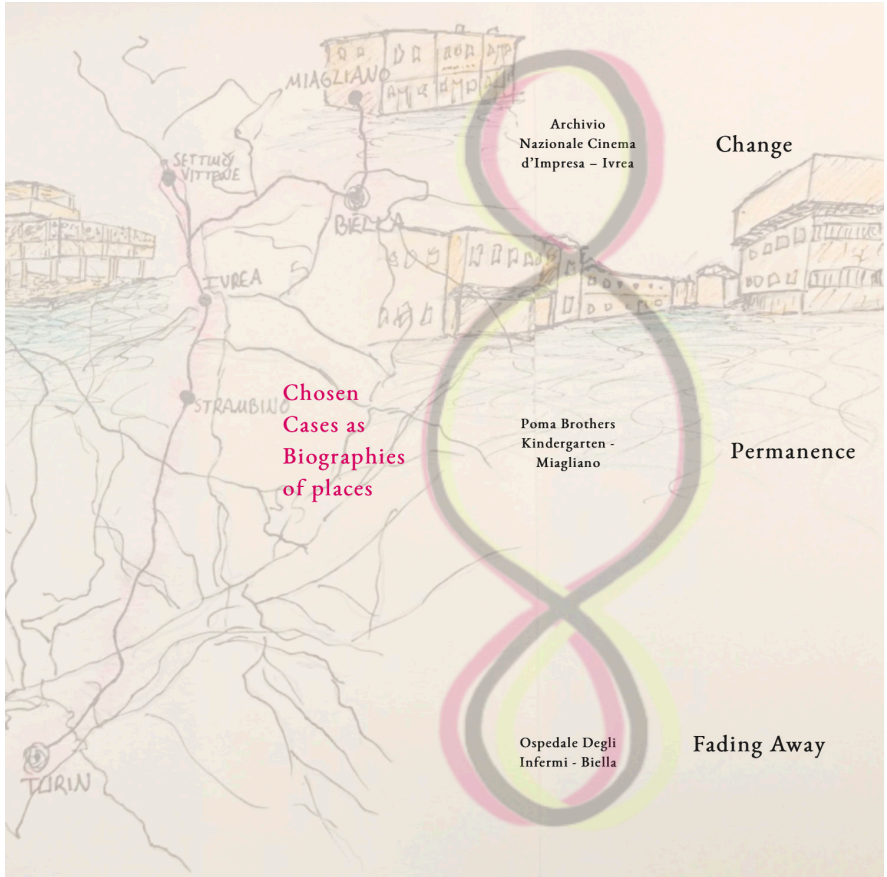 MIAGLIANO
SETTIMO
VITTONE
BIELLA
IVREA
STRAMBINO
TURIN
Chosen
Cases as
Biographies
of places
Archivio
Nazionale Cinema
d'Impresa – Ivrea
Change
Poma Brothers
Kindergarten -
Miagliano
Permanence
Ospedale Degli
Infermi - Biella
Fading Away